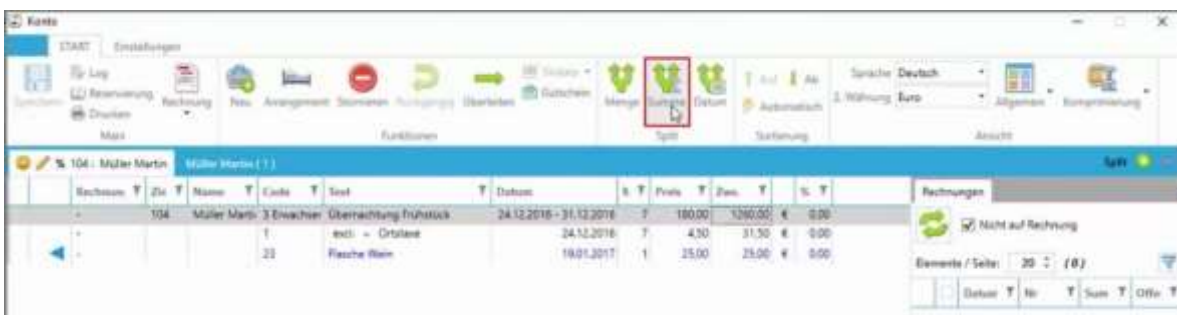 Konto
START Einstellungen
Log
Reservierung
Drucken
Speichern Rechnung Neu Arrangement Stornieren Rückgängig Überleiten Gutschein Menge Summe Datum
Auf Ab
Automatisch
Sprache Deutsch
2. Währung Euro
Allgemein Komprimierung
Main Funktionen Split Sortierung Ansicht
% 104 : Müller Martin Müller Martin ( 1 ) Split
Name Code Text Datum Preis %
Rechnungen
- 104 Müller Marti 3 Erwachser Übernachtung Frühstück 24.12.2016 - 31.12.2016 7 180,00 1260,00 € 0,00
Nicht auf Rechnung
- 1 excl. Ortstaxe 24.12.2016 7 4,50 31,50 € 0,00
- 23 Flasche Wein 19.01.2017 1 25,00 25,00 € 0,00
Elemente / Seite: 20 ( 0 )
Datum Nr Sum Offe